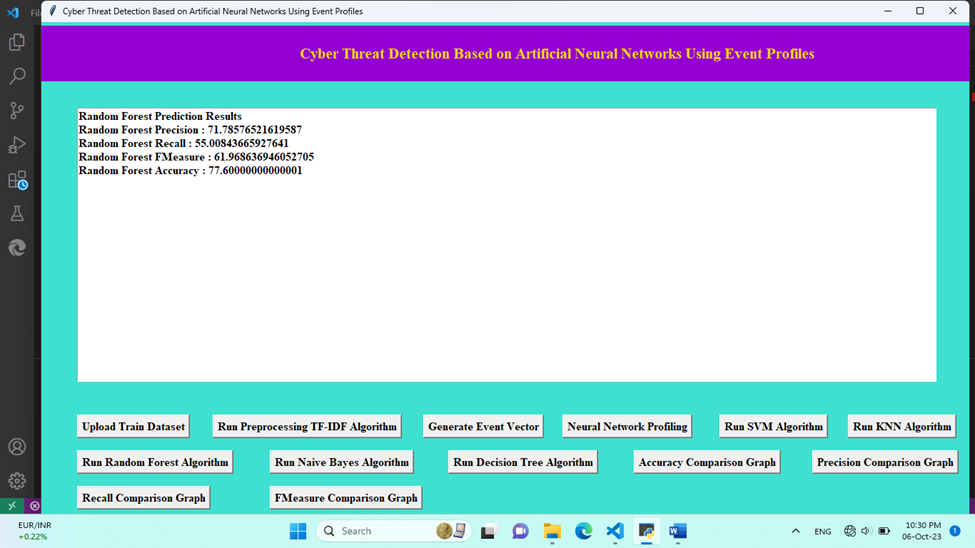 Cyber Threat Detection Based on Artificial Neural Networks Using Event Profiles
Cyber Threat Detection Based on Artificial Neural Networks Using Event Profiles
Random Forest Prediction Results
Random Forest Precision : 71.78576521619587
Random Forest Recall : 55.00843665927641
Random Forest FMeasure : 61.968636946052705
Random Forest Accuracy : 77.60000000000001
Upload Train Dataset Run Preprocessing TF-IDF Algorithm Generate Event Vector Neural Network Profiling Run SVM Algorithm Run KNN Algorithm
Run Random Forest Algorithm Run Naive Bayes Algorithm Run Decision Tree Algorithm Accuracy Comparison Graph Precision Comparison Graph
Recall Comparison Graph FMeasure Comparison Graph
EUR/INR
+0.22%
Search
ENG
10:30 PM
06-Oct-23
1